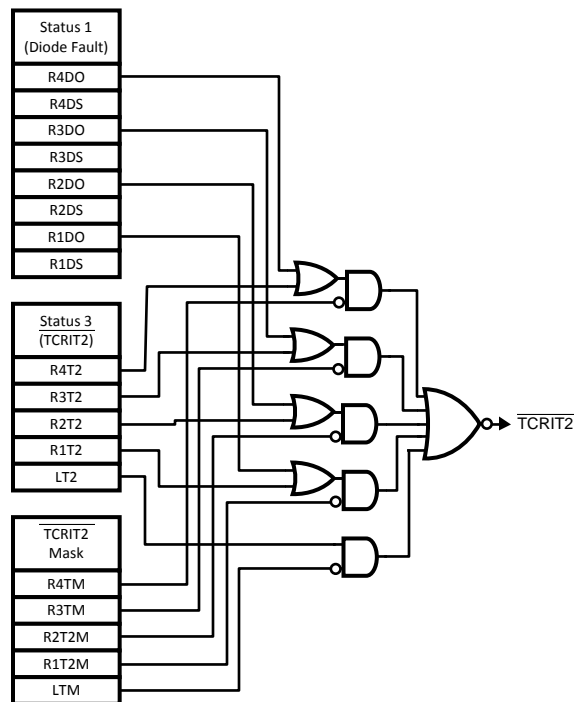 Status 1
(Diode Fault)
R4DO
R4DS
R3DO
R3DS
R2DO
R2DS
R1DO
R1DS
Status 3
(TCRIT2)
R4T2
R3T2
R2T2
R1T2
LT2
TCRIT2
Mask
R4TM
R3TM
R2T2M
R1T2M
LTM
TCRIT2